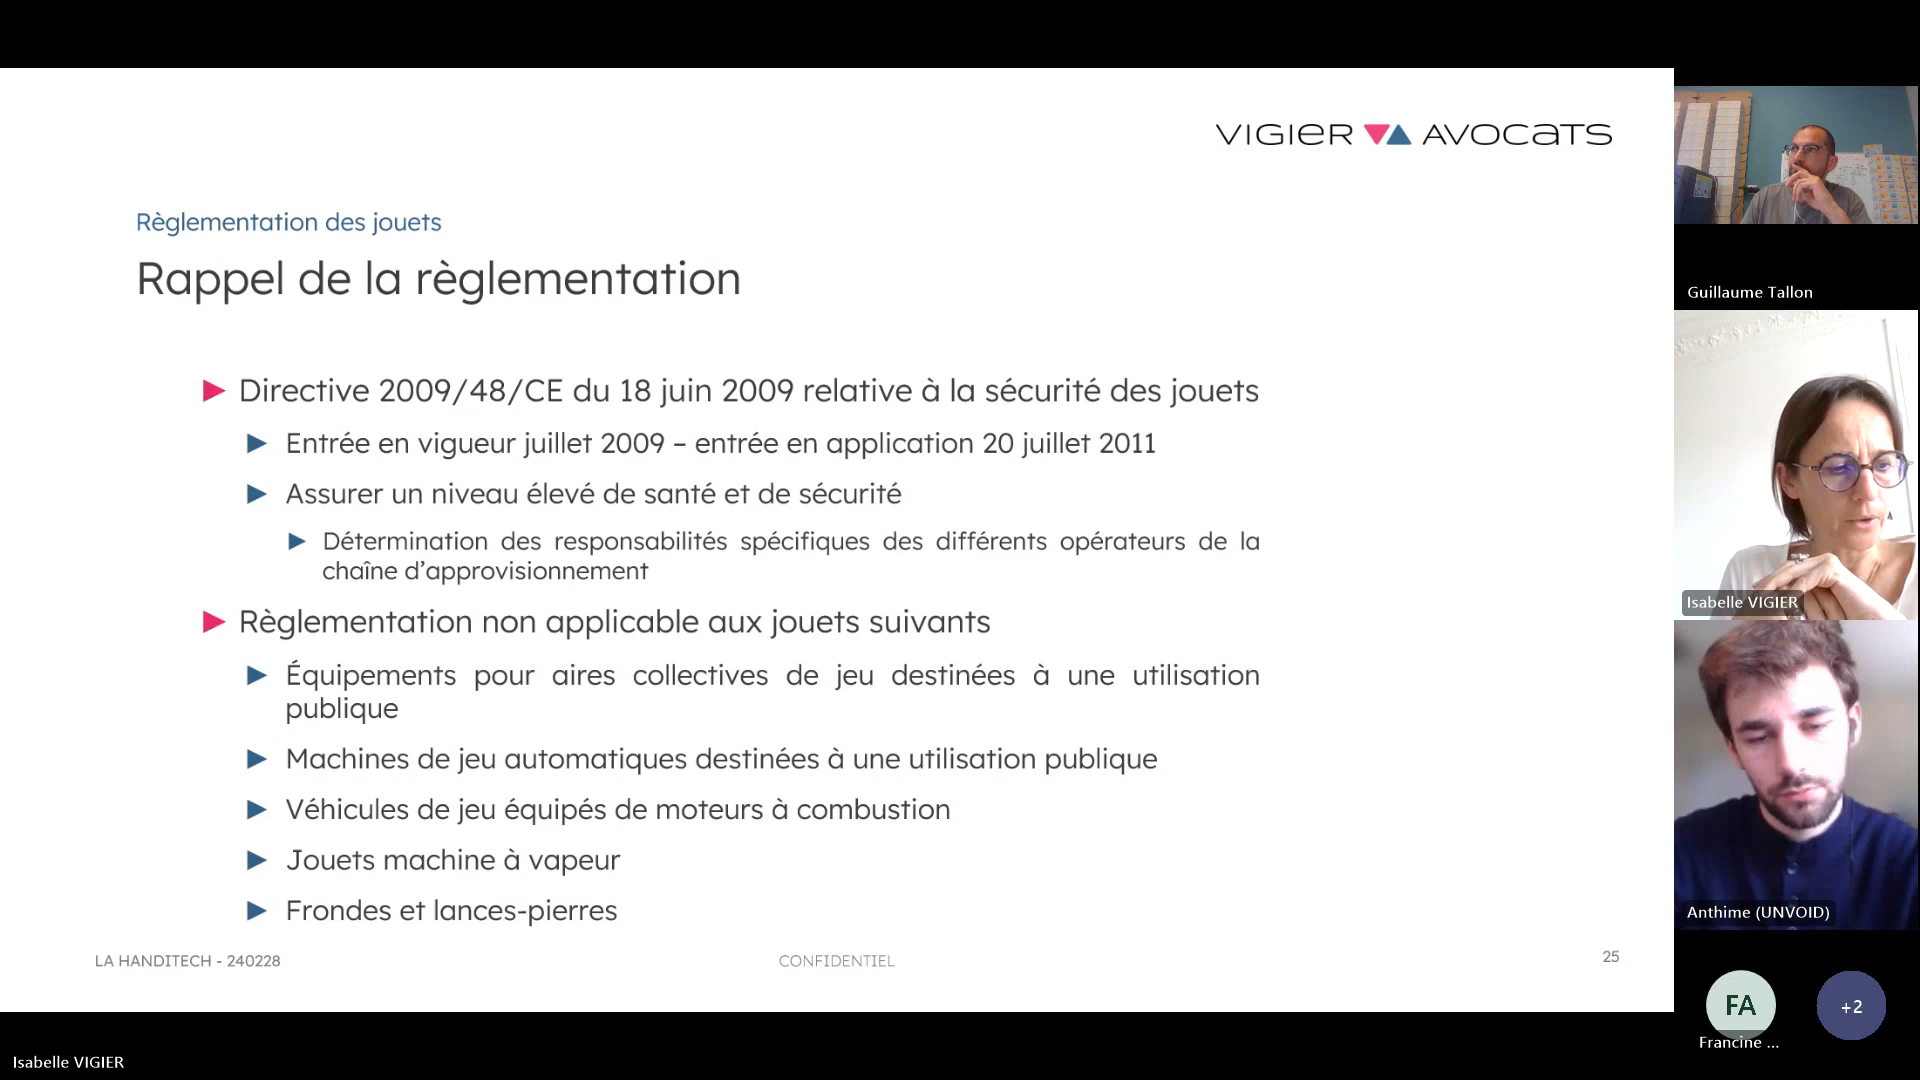 VIGIER AVOCATS
Règlementation des jouets
Rappel de la règlementation
► Directive 2009/48/CE du 18 juin 2009 relative à la sécurité des jouets
► Entrée en vigueur juillet 2009 – entrée en application 20 juillet 2011
► Assurer un niveau élevé de santé et de sécurité
► Détermination des responsabilités spécifiques des différents opérateurs de la
chaîne d’approvisionnement
► Règlementation non applicable aux jouets suivants
► Équipements pour aires collectives de jeu destinées à une utilisation
publique
► Machines de jeu automatiques destinées à une utilisation publique
► Véhicules de jeu équipés de moteurs à combustion
► Jouets machine à vapeur
► Frondes et lances-pierres
LA HANDITECH - 240228
CONFIDENTIEL
25
Guillaume Tallon
Isabelle VIGIER
Anthime (UNVOID)
FA
+2
Francine ...
Isabelle VIGIER